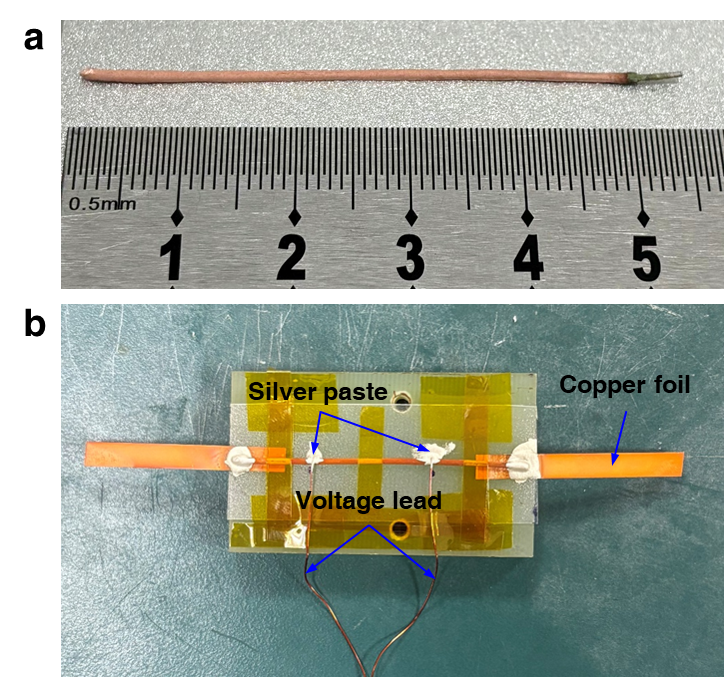 a
0.5mm
1 2 3 4 5
b
Silver paste
Copper foil
Voltage lead